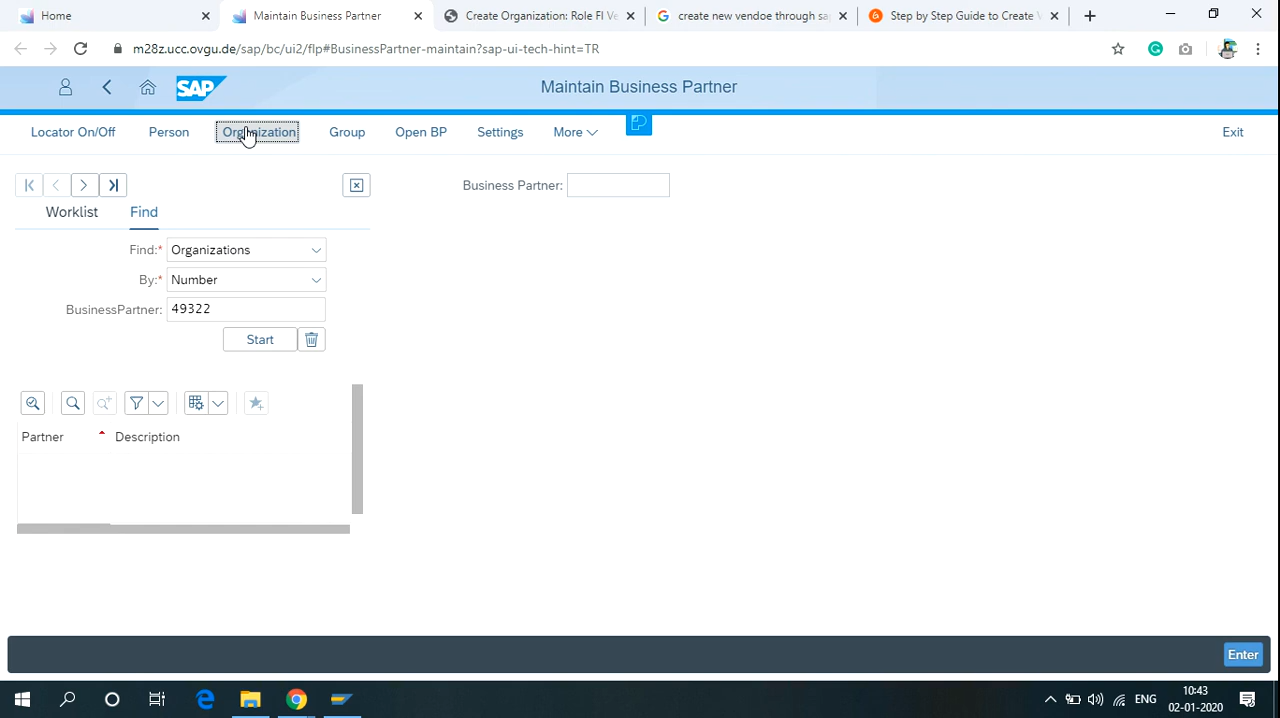 Home
Maintain Business Partner
Create Organization: Role FI Ve
create new vendoe through sa
Step by Step Guide to Create V
m28z.ucc.ovgu.de/sap/bc/ui2/flp#BusinessPartner-maintain?sap-ui-tech-hint=TR
SAP
Maintain Business Partner
Locator On/Off Person Organization Group Open BP Settings More Exit
Business Partner:
Worklist Find
Find:* Organizations
By:* Number
BusinessPartner: 49322
Start
Partner Description
Enter
ENG
10:43
02-01-2020